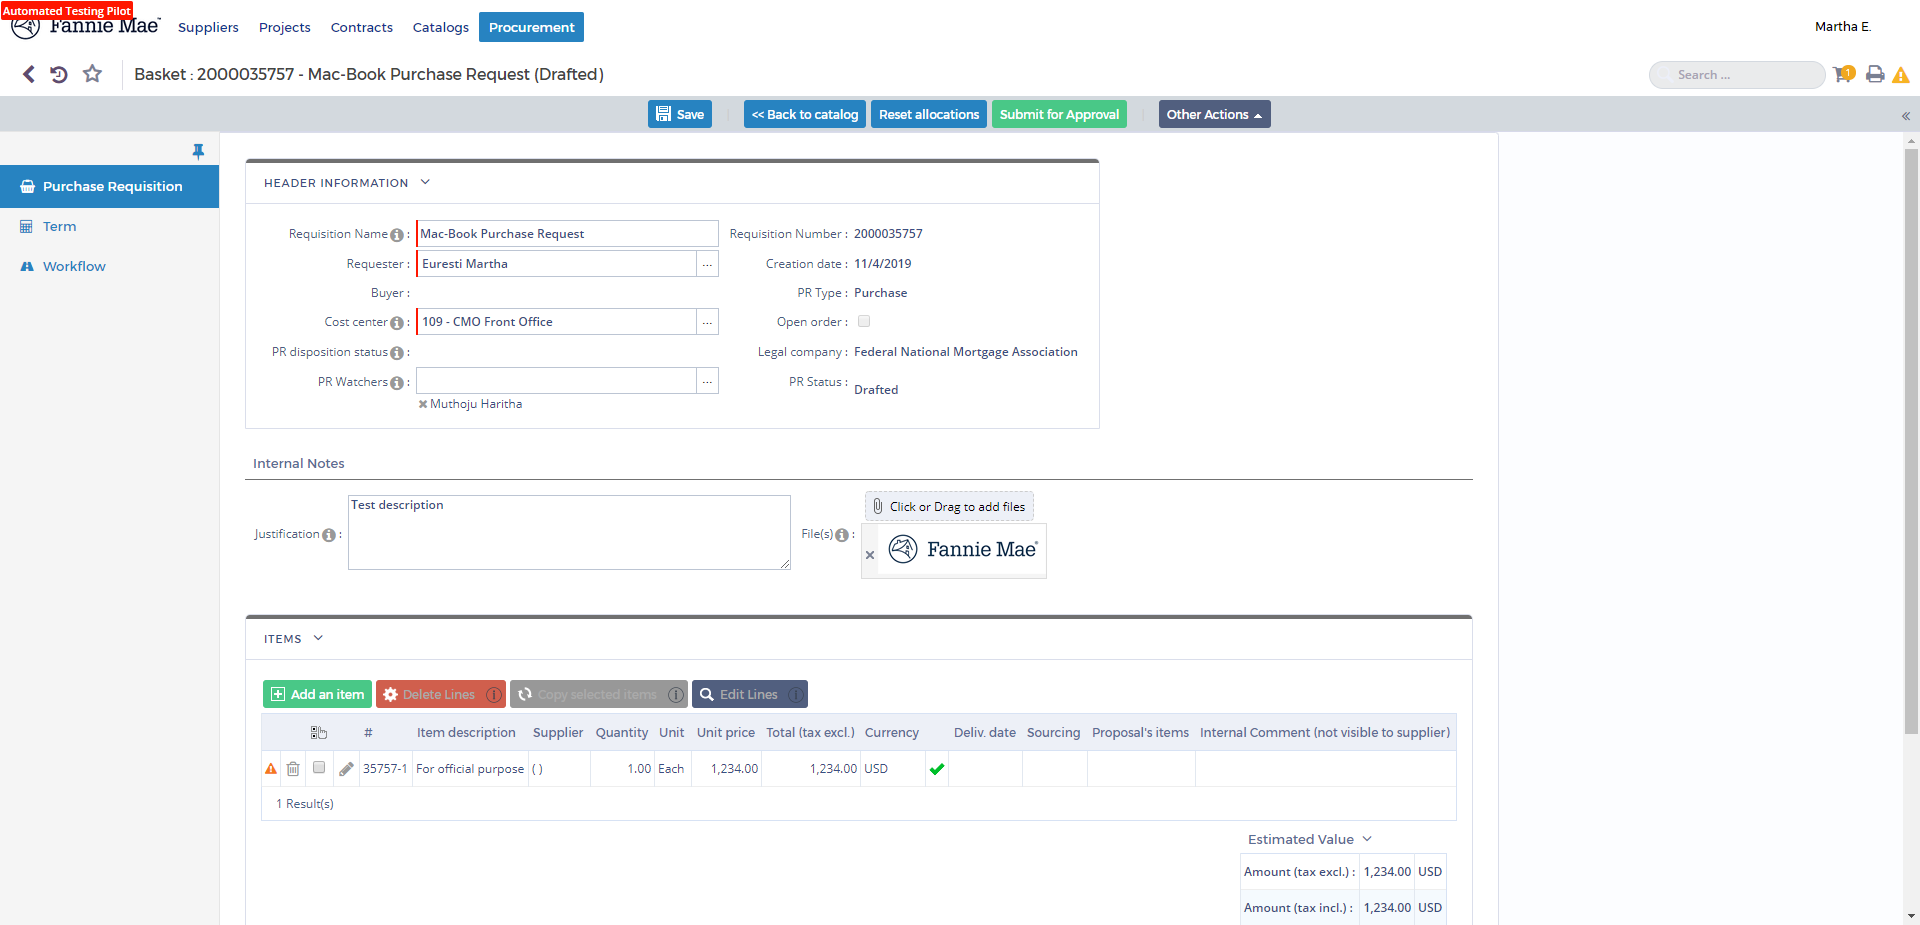 Automated Testing Pilot
Fannie Mae
Suppliers Projects Contracts Catalogs Procurement
Martha E.
Basket : 2000035757 - Mac-Book Purchase Request (Drafted)
Search ...
1
Save
<< Back to catalog
Reset allocations
Submit for Approval
Other Actions
Purchase Requisition
Term
Workflow
HEADER INFORMATION
Requisition Name : Mac-Book Purchase Request
Requisition Number : 2000035757
Requester : Euresti Martha ...
Creation date : 11/4/2019
Buyer :
PR Type : Purchase
Cost center : 109 - CMO Front Office ...
Open order :
PR disposition status :
Legal company : Federal National Mortgage Association
PR Watchers : ...
PR Status : Drafted
Muthoju Haritha
Internal Notes
Justification : Test description
File(s) : Click or Drag to add files
Fannie Mae
ITEMS
Add an item Delete Lines Copy selected items Edit Lines
# Item description Supplier Quantity Unit Unit price Total (tax excl.) Currency Deliv. date Sourcing Proposal's items Internal Comment (not visible to supplier)
35757-1 For official purpose ( ) 1.00 Each 1,234.00 1,234.00 USD
1 Result(s)
Estimated Value
Amount (tax excl.) : 1,234.00 USD
Amount (tax incl.) : 1,234.00 USD